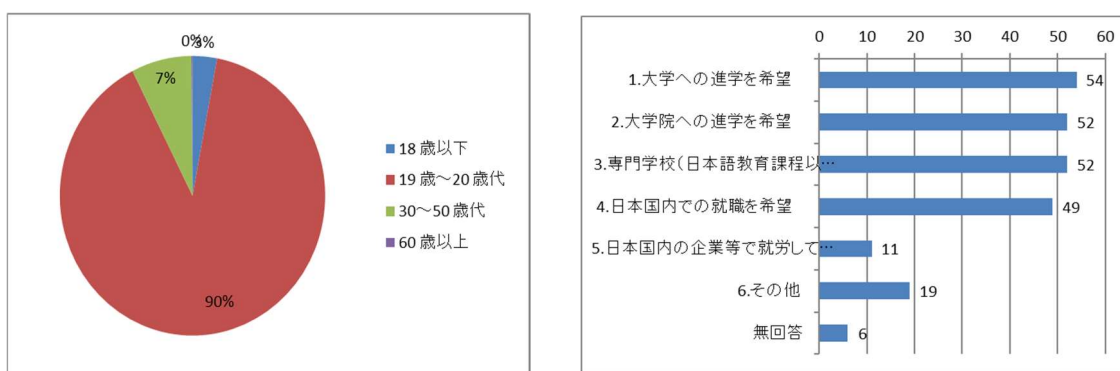 0%
3%
7%
90%
18 歳以下
19 歳～20 歳代
30～50 歳代
60 歳以上
0 10 20 30 40 50 60
1.大学への進学を希望 54
2.大学院への進学を希望 52
3.専門学校(日本語教育課程以… 52
4.日本国内での就職を希望 49
5.日本国内の企業等で就労して… 11
6.その他 19
無回答 6